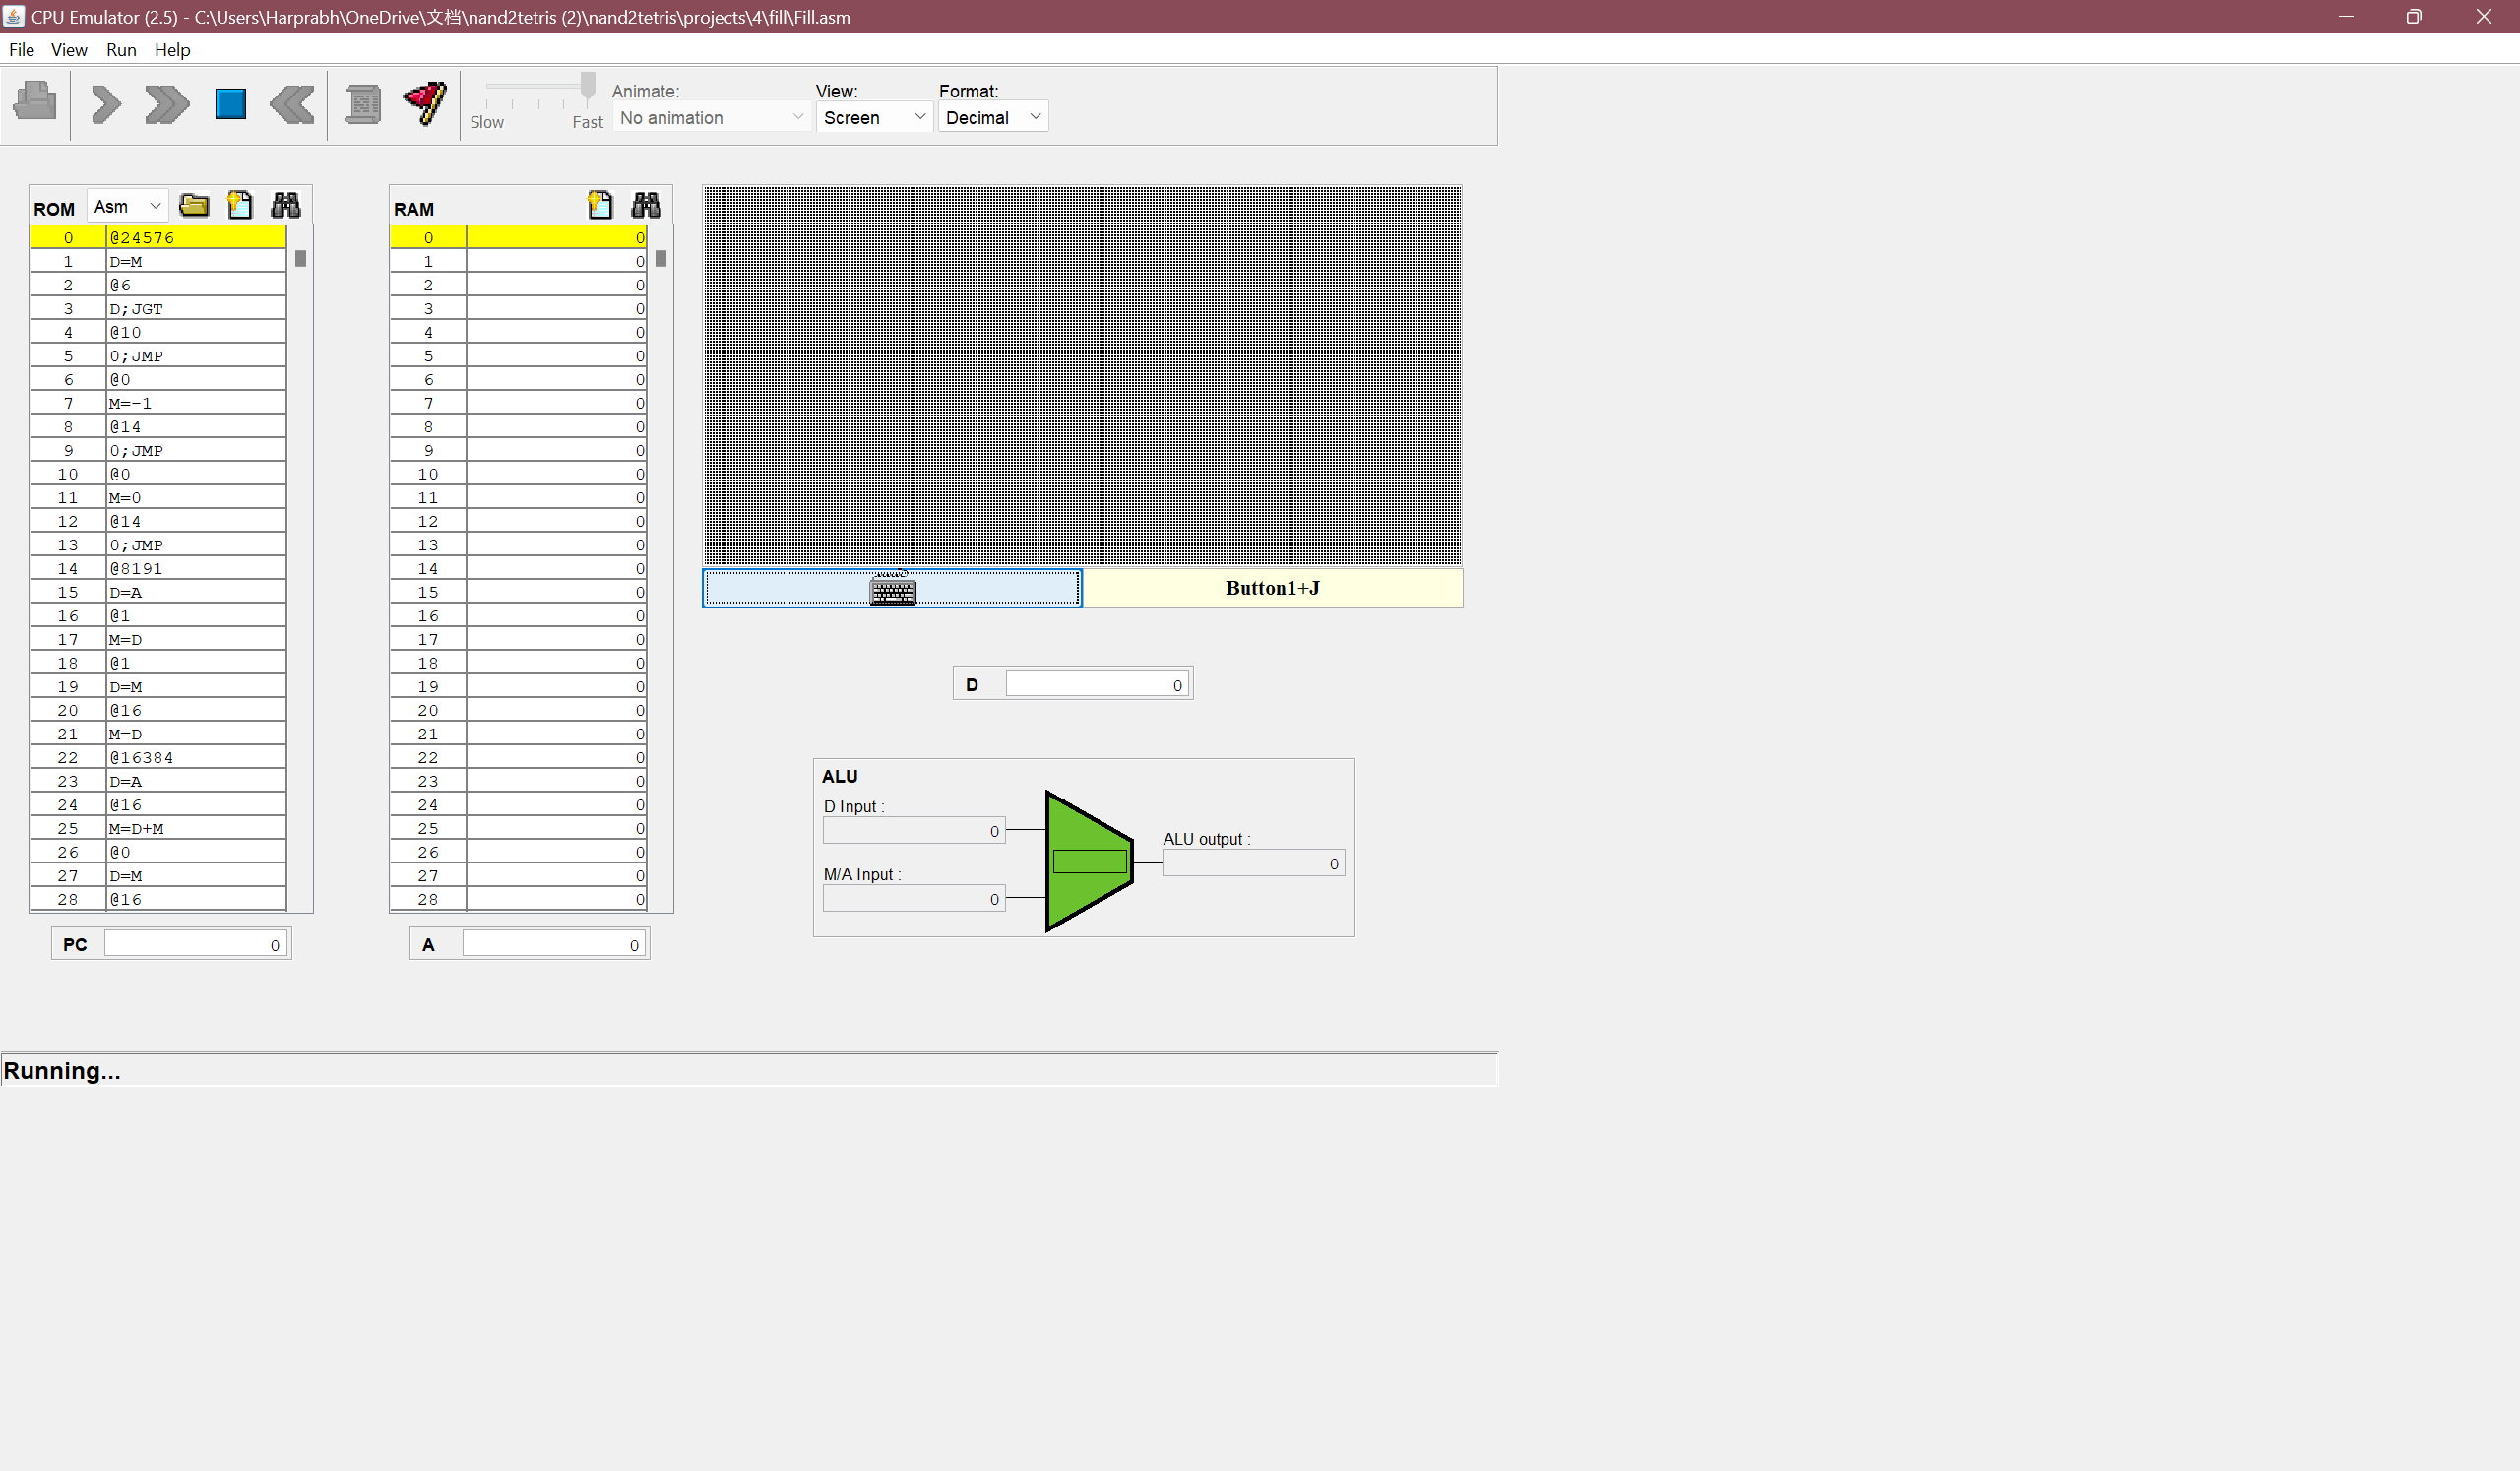 CPU Emulator (2.5) - C:\Users\Harprabh\OneDrive\文档\nand2tetris (2)\nand2tetris\projects\4\fill\Fill.asm
File View Run Help
Animate: View: Format:
Slow Fast No animation Screen Decimal
ROM Asm RAM
0 @24576 0 0
1 D=M 1 0
2 @6 2 0
3 D;JGT 3 0
4 @10 4 0
5 0;JMP 5 0
6 @0 6 0
7 M=-1 7 0
8 @14 8 0
9 0;JMP 9 0
10 @0 10 0
11 M=0 11 0
12 @14 12 0
13 0;JMP 13 0
14 @8191 14 0
15 D=A 15 0
16 @1 16 0
17 M=D 17 0
18 @1 18 0
19 D=M 19 0
20 @16 20 0
21 M=D 21 0
22 @16384 22 0
23 D=A 23 0
24 @16 24 0
25 M=D+M 25 0
26 @0 26 0
27 D=M 27 0
28 @16 28 0
PC 0 A 0
Button1+J
D 0
ALU
D Input :
0
M/A Input :
0
ALU output :
0
Running...